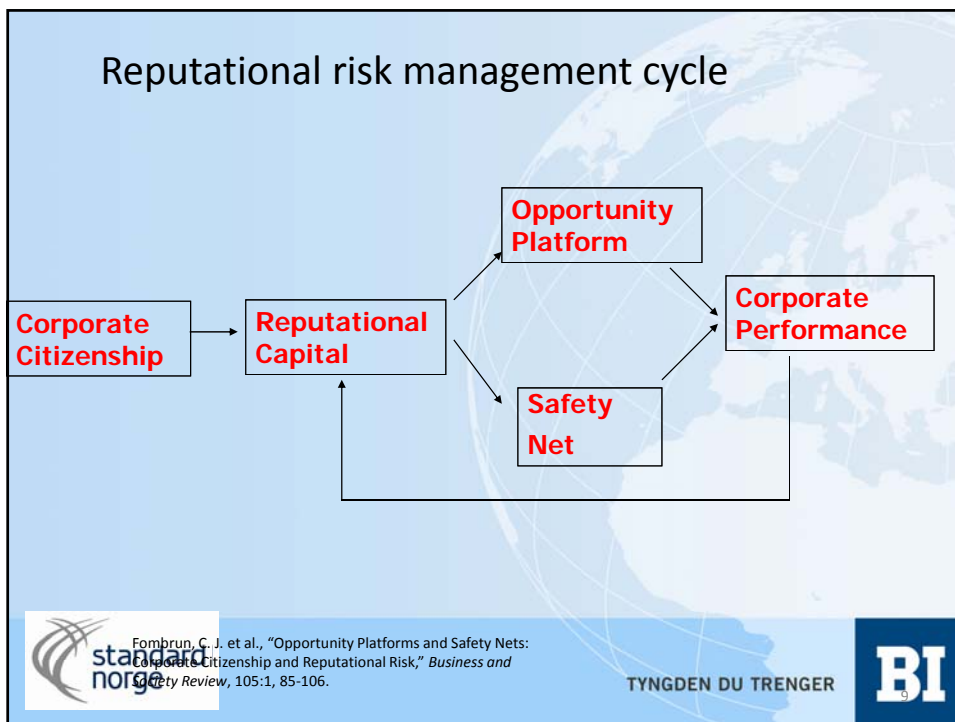 Reputational risk management cycle
Opportunity
Platform
Corporate
Citizenship
Reputational
Capital
Corporate
Performance
Safety
Net
standard
norge
Fombrun, C. J. et al., “Opportunity Platforms and Safety Nets:
Corporate Citizenship and Reputational Risk,” Business and
Society Review, 105:1, 85-106.
TYNGDEN DU TRENGER
BI
9